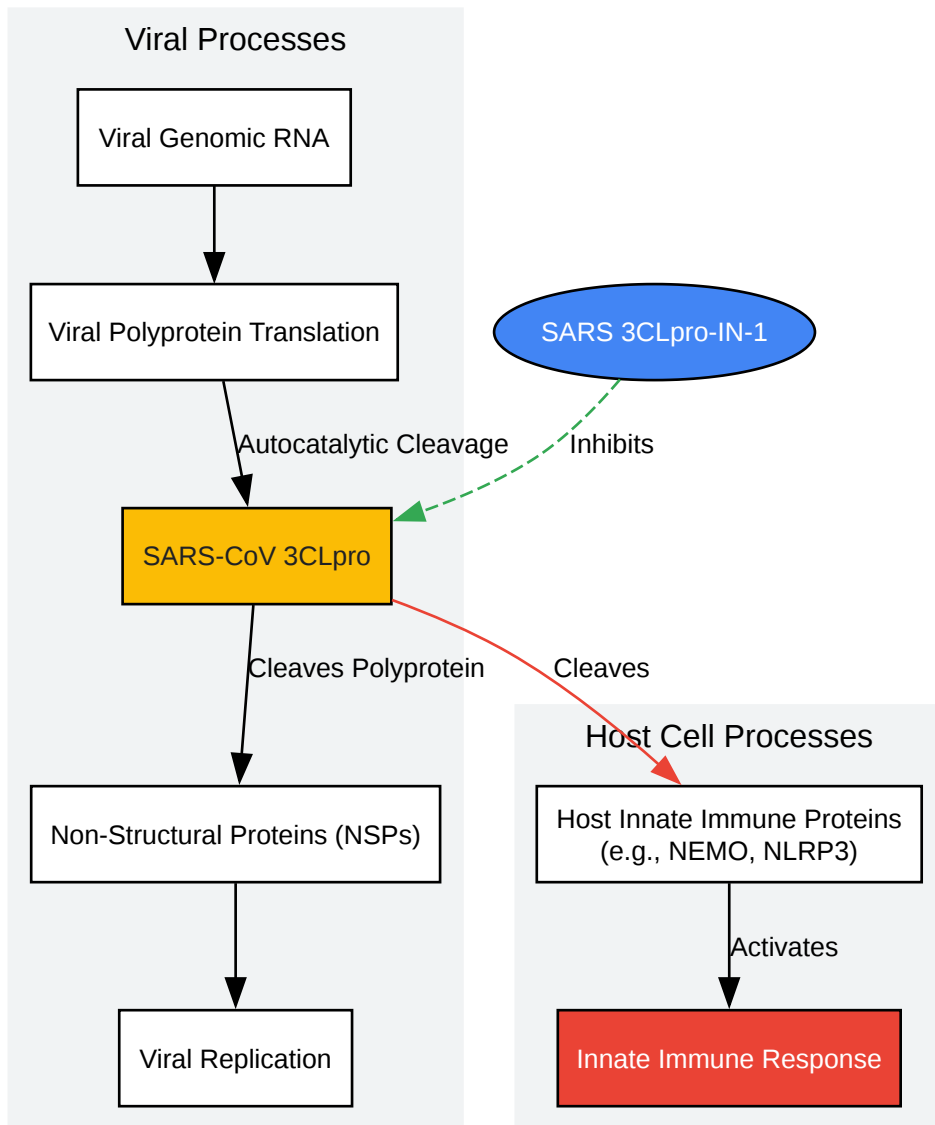 Viral Processes
Viral Genomic RNA
Viral Polyprotein Translation
SARS 3CLpro-IN-1
Autocatalytic Cleavage
Inhibits
SARS-CoV 3CLpro
Cleaves Polyprotein
Cleaves
Host Cell Processes
Non-Structural Proteins (NSPs)
Host Innate Immune Proteins
(e.g., NEMO, NLRP3)
Activates
Viral Replication
Innate Immune Response